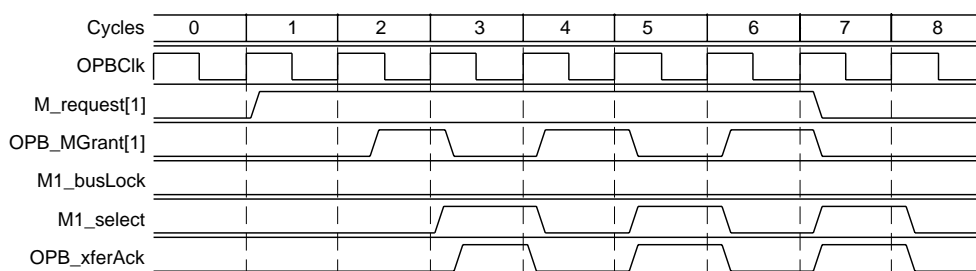 Cycles 0 1 2 3 4 5 6 7 8
OPBClk
M_request[1]
OPB_MGrant[1]
M1_busLock
M1_select
OPB_xferAck